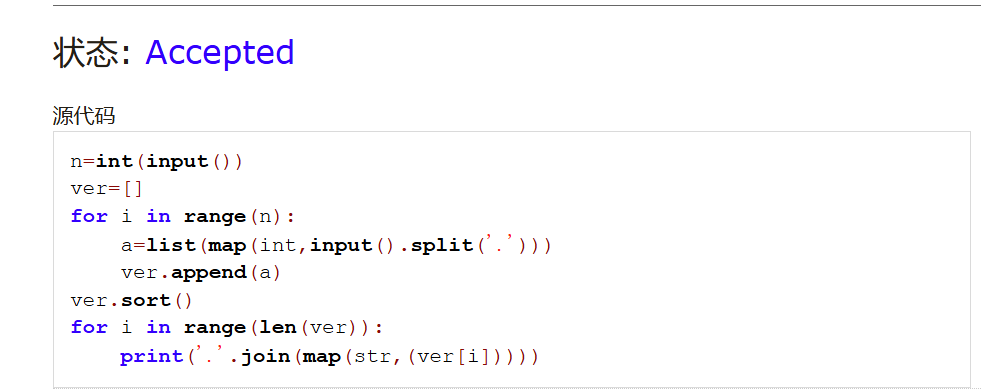 状态: Accepted
源代码
n=int(input())
ver=[]
for i in range(n):
    a=list(map(int,input().split('.')))
    ver.append(a)
ver.sort()
for i in range(len(ver)):
    print('.'.join(map(str,(ver[i]))))